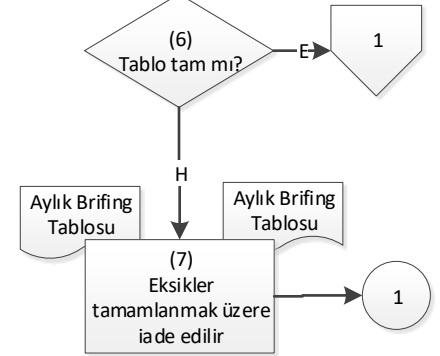 (6)
Tablo tam mı?
E
1
H
Aylık Brifing
Tablosu
Aylık Brifing
Tablosu
(7)
Eksikler
tamamlanmak üzere
iade edilir
1